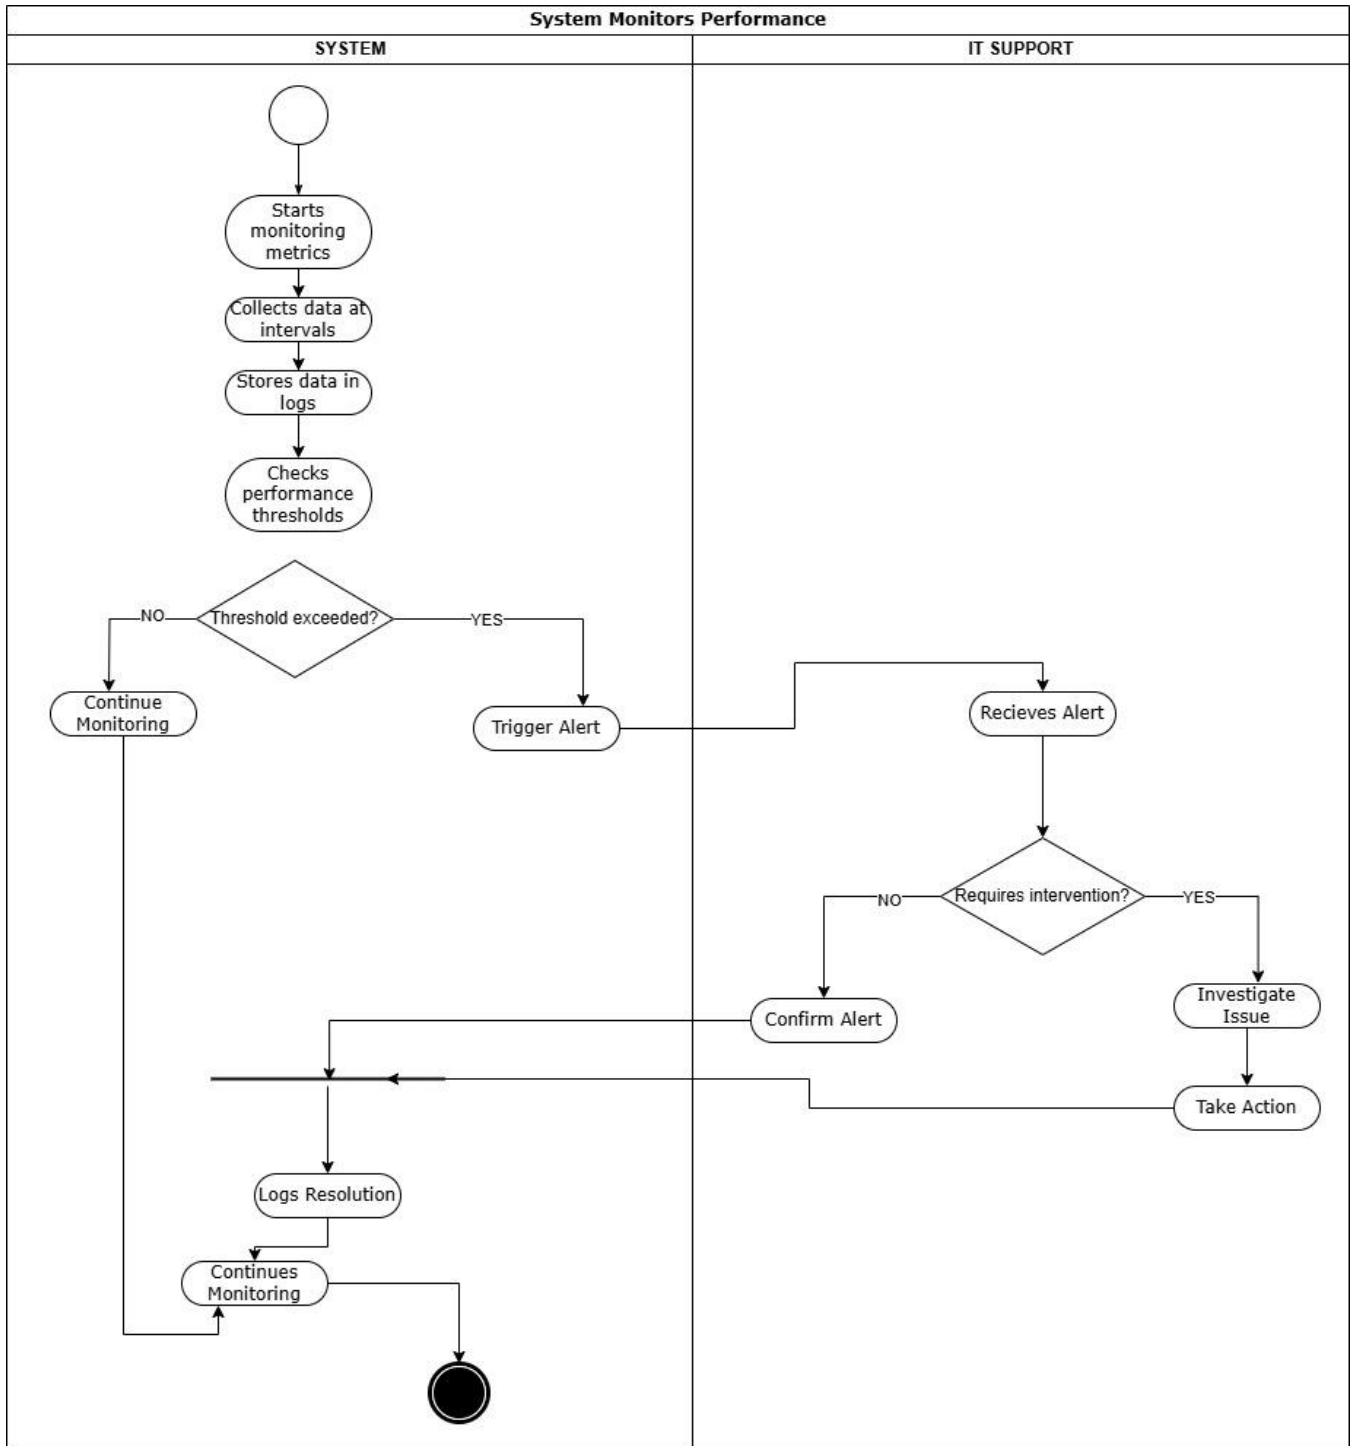 System Monitors Performance
SYSTEM
IT SUPPORT
Starts
monitoring
metrics
Collects data at
intervals
Stores data in
logs
Checks
performance
thresholds
Threshold exceeded?
NO
YES
Continue
Monitoring
Trigger Alert
Recieves Alert
Requires intervention?
NO
YES
Confirm Alert
Investigate
Issue
Take Action
Logs Resolution
Continues
Monitoring